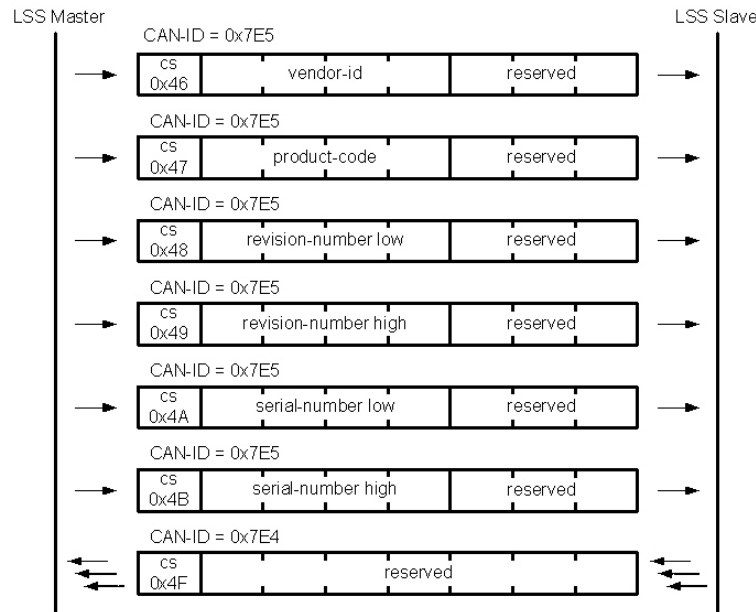 LSS Master LSS Slave
CAN-ID = 0x7E5
cs
0x46 vendor-id reserved
CAN-ID = 0x7E5
cs
0x47 product-code reserved
CAN-ID = 0x7E5
cs
0x48 revision-number low reserved
CAN-ID = 0x7E5
cs
0x49 revision-number high reserved
CAN-ID = 0x7E5
cs
0x4A serial-number low reserved
CAN-ID = 0x7E5
cs
0x4B serial-number high reserved
CAN-ID = 0x7E4
cs
0x4F reserved